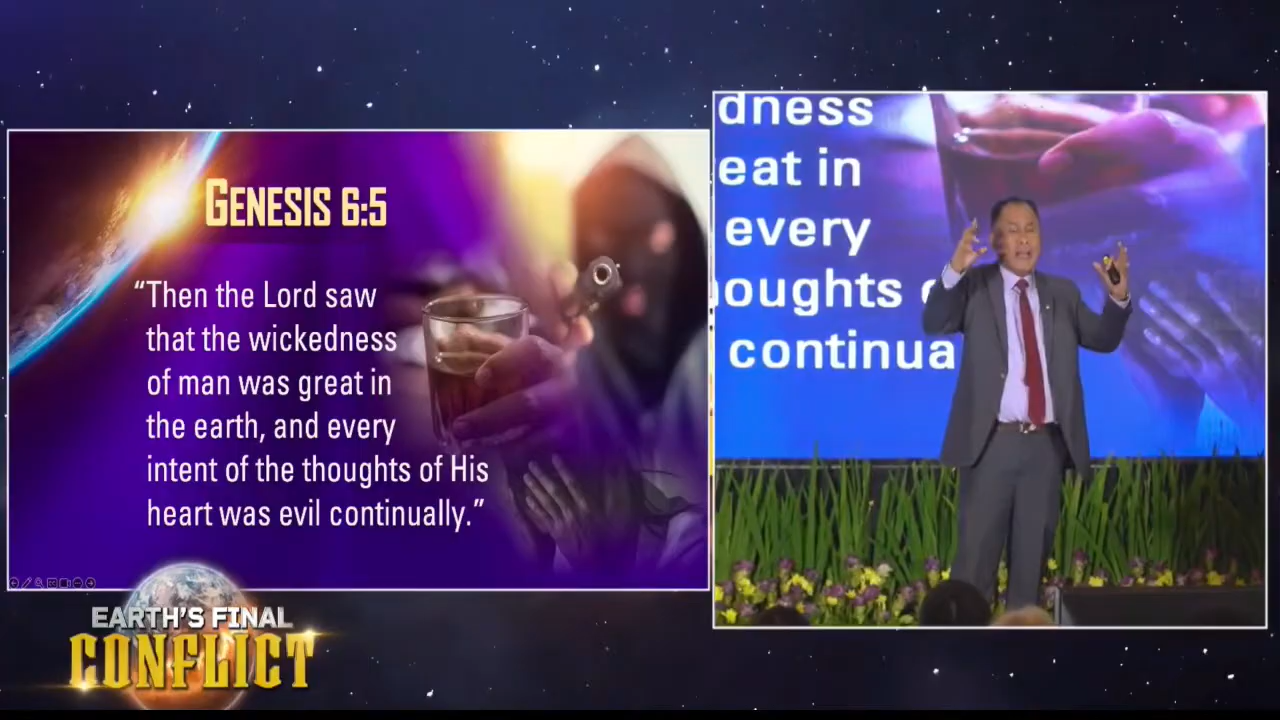 GENESIS 6:5
“Then the Lord saw
that the wickedness
of man was great in
the earth, and every
intent of the thoughts of His
heart was evil continually.”
dness
eat in
every
oughts
continua
EARTH'S FINAL
CONFLICT